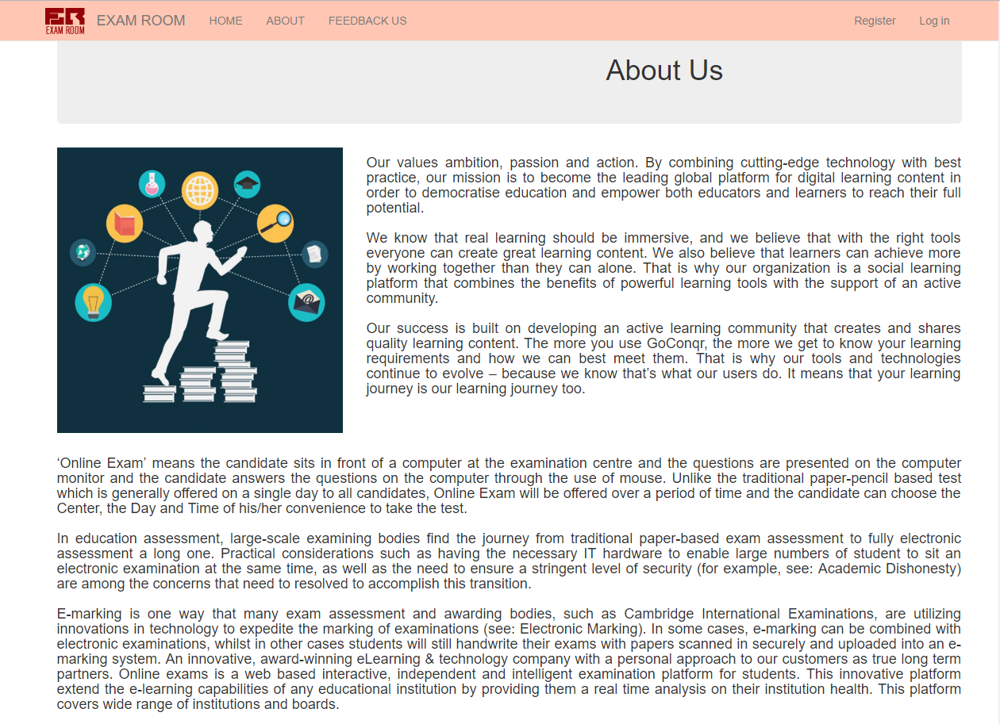 ER
EXAM ROOM
EXAM ROOM HOME ABOUT FEEDBACK US Register Log in
About Us
Our values ambition, passion and action. By combining cutting-edge technology with best
practice, our mission is to become the leading global platform for digital learning content in
order to democratise education and empower both educators and learners to reach their full
potential.
We know that real learning should be immersive, and we believe that with the right tools
everyone can create great learning content. We also believe that learners can achieve more
by working together than they can alone. That is why our organization is a social learning
platform that combines the benefits of powerful learning tools with the support of an active
community.
Our success is built on developing an active learning community that creates and shares
quality learning content. The more you use GoConqr, the more we get to know your learning
requirements and how we can best meet them. That is why our tools and technologies
continue to evolve – because we know that’s what our users do. It means that your learning
journey is our learning journey too.
@
‘Online Exam’ means the candidate sits in front of a computer at the examination centre and the questions are presented on the computer
monitor and the candidate answers the questions on the computer through the use of mouse. Unlike the traditional paper-pencil based test
which is generally offered on a single day to all candidates, Online Exam will be offered over a period of time and the candidate can choose the
Center, the Day and Time of his/her convenience to take the test.
In education assessment, large-scale examining bodies find the journey from traditional paper-based exam assessment to fully electronic
assessment a long one. Practical considerations such as having the necessary IT hardware to enable large numbers of student to sit an
electronic examination at the same time, as well as the need to ensure a stringent level of security (for example, see: Academic Dishonesty)
are among the concerns that need to resolved to accomplish this transition.
E-marking is one way that many exam assessment and awarding bodies, such as Cambridge International Examinations, are utilizing
innovations in technology to expedite the marking of examinations (see: Electronic Marking). In some cases, e-marking can be combined with
electronic examinations, whilst in other cases students will still handwrite their exams with papers scanned in securely and uploaded into an e-
marking system. An innovative, award-winning eLearning & technology company with a personal approach to our customers as true long term
partners. Online exams is a web based interactive, independent and intelligent examination platform for students. This innovative platform
extend the e-learning capabilities of any educational institution by providing them a real time analysis on their institution health. This platform
covers wide range of institutions and boards.